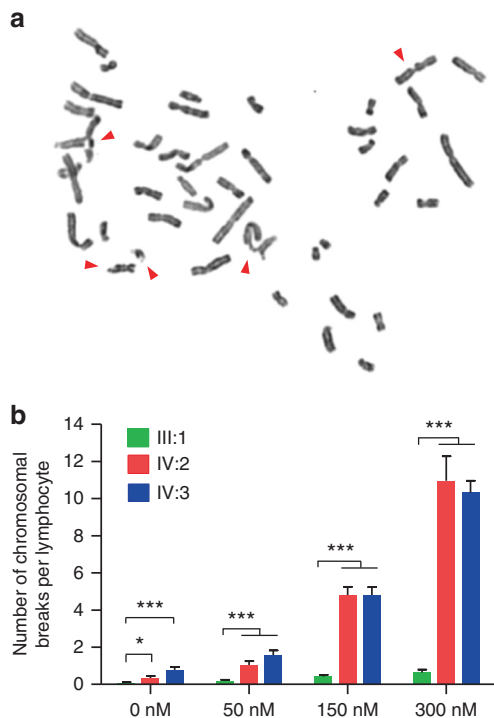 a
b
Number of chromosomal
breaks per lymphocyte
14
12
10
8
6
4
2
0
III:1
IV:2
IV:3
*
***
***
***
***
0 nM
50 nM
150 nM
300 nM